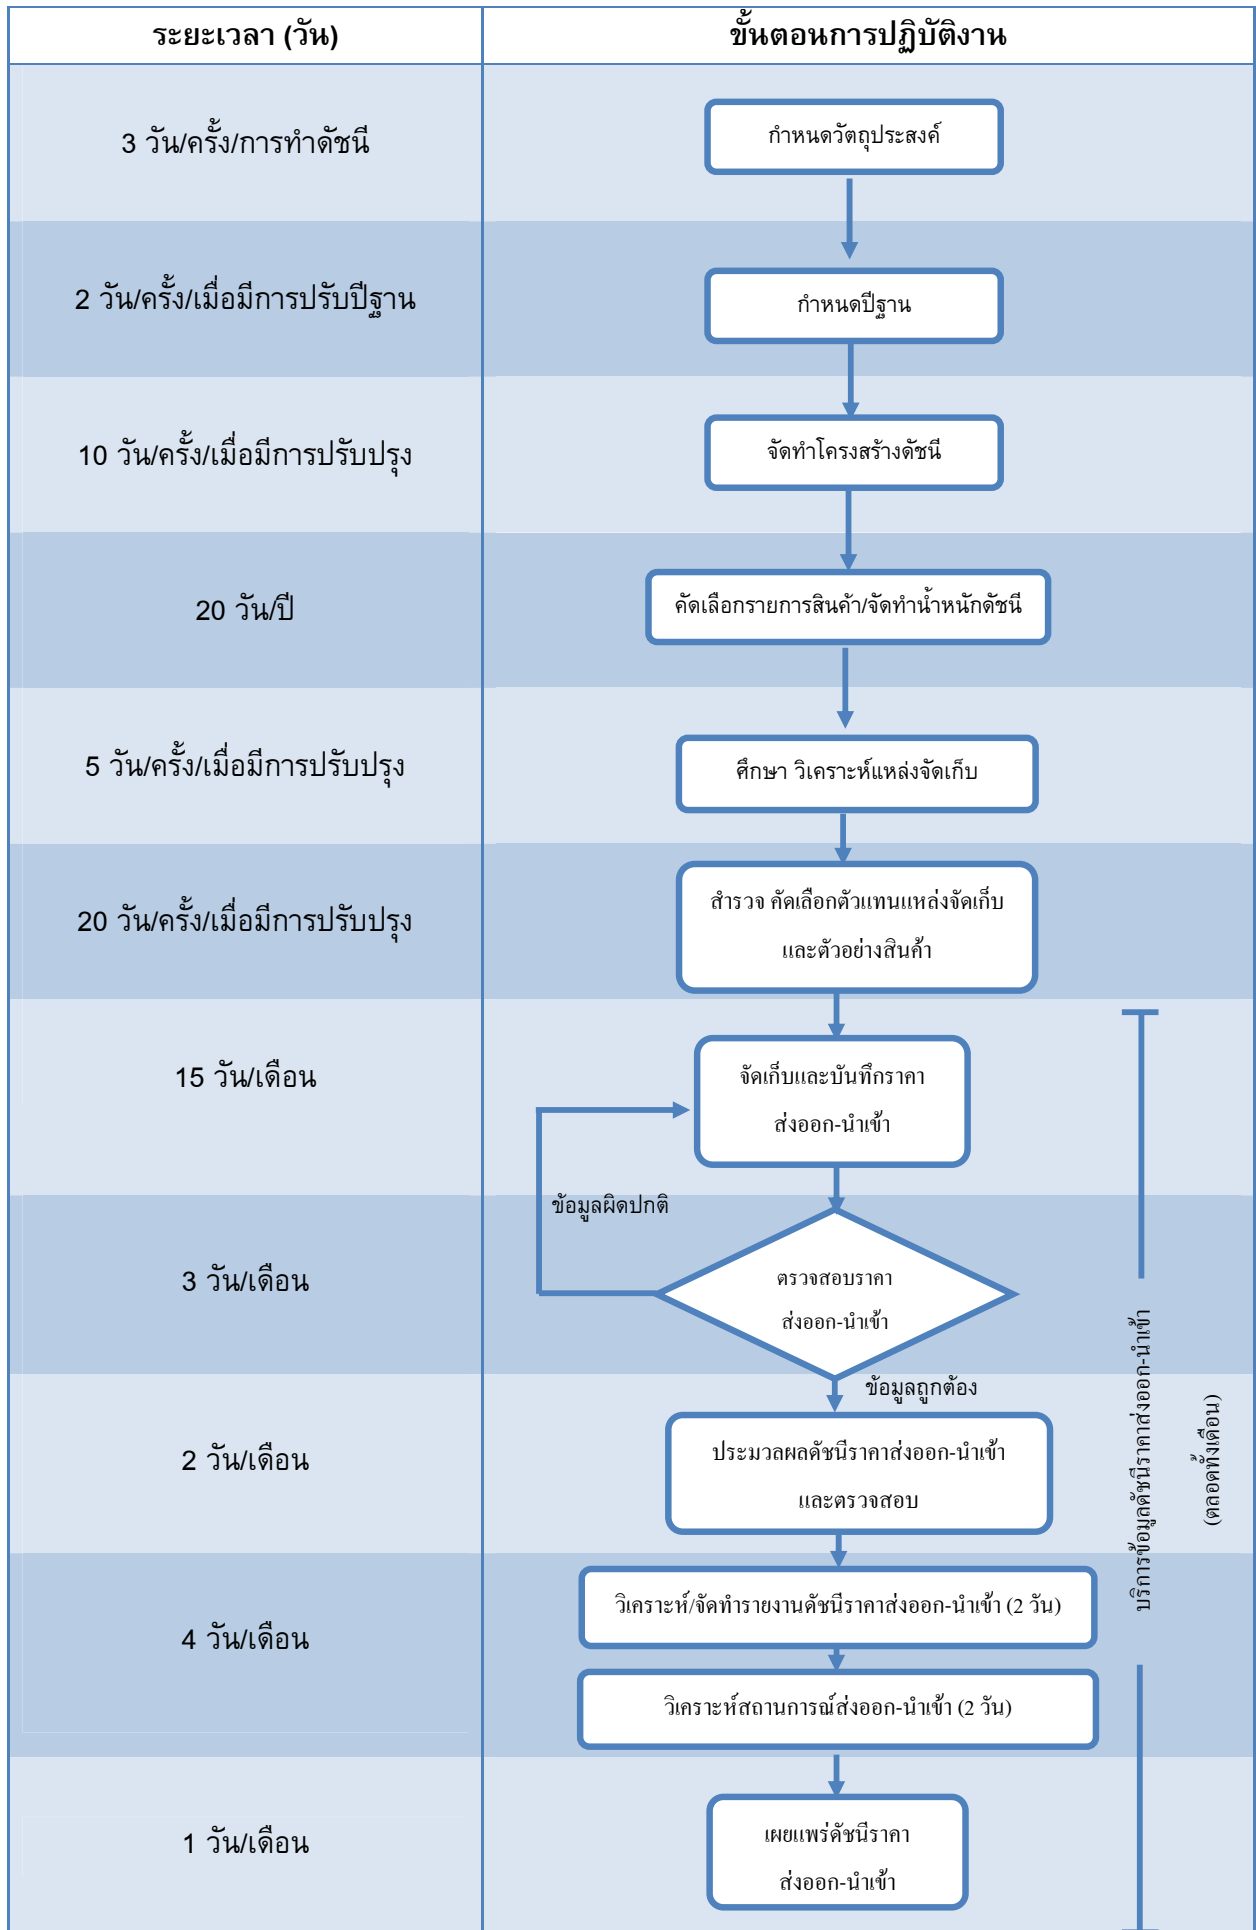 ระยะเวลา (วัน)
ขั้นตอนการปฏิบัติงาน
3 วัน/ครั้ง/การทำดัชนี
กำหนดวัตถุประสงค์
2 วัน/ครั้ง/เมื่อมีการปรับปีฐาน
กำหนดปีฐาน
10 วัน/ครั้ง/เมื่อมีการปรับปรุง
จัดทำโครงสร้างดัชนี
20 วัน/ปี
คัดเลือกรายการสินค้า/จัดทำน้ำหนักดัชนี
5 วัน/ครั้ง/เมื่อมีการปรับปรุง
ศึกษา วิเคราะห์แหล่งจัดเก็บ
20 วัน/ครั้ง/เมื่อมีการปรับปรุง
สำรวจ คัดเลือกตัวแทนแหล่งจัดเก็บ
และตัวอย่างสินค้า
15 วัน/เดือน
จัดเก็บและบันทึกราคา
ส่งออก-นำเข้า
ข้อมูลผิดปกติ
3 วัน/เดือน
ตรวจสอบราคา
ส่งออก-นำเข้า
ข้อมูลถูกต้อง
2 วัน/เดือน
ประมวลผลดัชนีราคาส่งออก-นำเข้า
และตรวจสอบ
4 วัน/เดือน
วิเคราะห์/จัดทำรายงานดัชนีราคาส่งออก-นำเข้า (2 วัน)
วิเคราะห์สถานการณ์ส่งออก-นำเข้า (2 วัน)
1 วัน/เดือน
เผยแพร่ดัชนีราคา
ส่งออก-นำเข้า
บริการข้อมูลดัชนีราคาส่งออก-นำเข้า
(ตลอดทั้งเดือน)